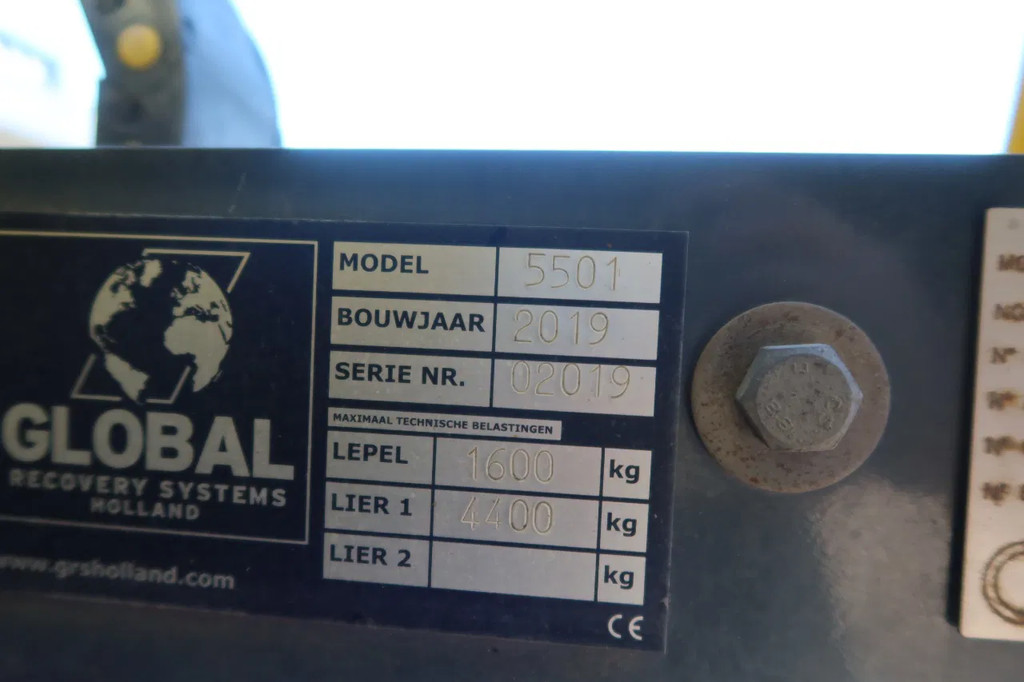 GLOBAL
RECOVERY SYSTEMS
HOLLAND
www.grsholland.com
MODEL 5501
BOUWJAAR 2019
SERIE NR. 02019
MAXIMAAL TECHNISCHE BELASTINGEN
LEPEL 1600 kg
LIER 1 4400 kg
LIER 2 kg
CE